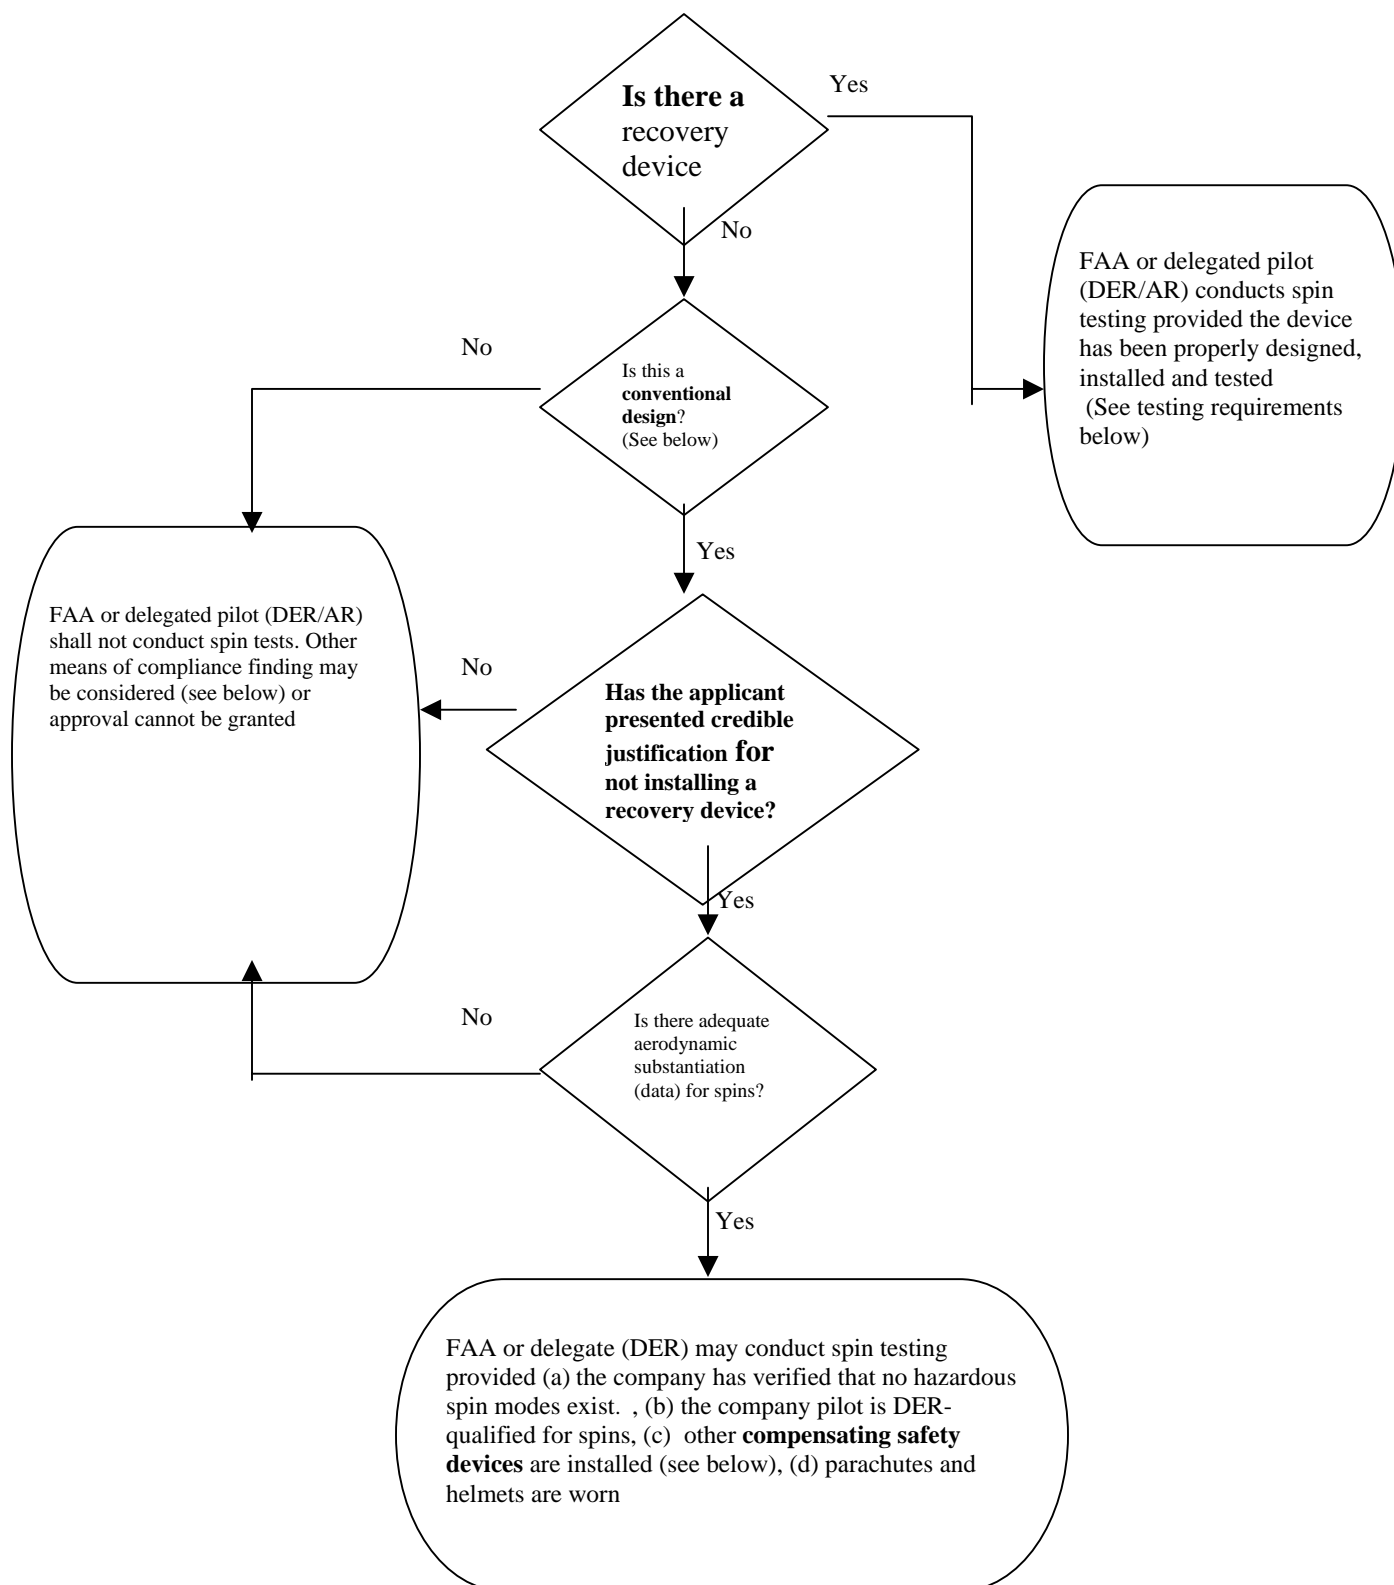 Yes
Is there a
recovery
device
No
FAA or delegated pilot
(DER/AR) conducts spin
testing provided the device
has been properly designed,
installed and tested
(See testing requirements
below)
No
Is this a
conventional
design?
(See below)
Yes
FAA or delegated pilot (DER/AR)
shall not conduct spin tests. Other
means of compliance finding may
be considered (see below) or
approval cannot be granted
No
Has the applicant
presented credible
justification for
not installing a
recovery device?
Yes
No
Is there adequate
aerodynamic
substantiation
(data) for spins?
Yes
FAA or delegate (DER) may conduct spin testing
provided (a) the company has verified that no hazardous
spin modes exist. , (b) the company pilot is DER-
qualified for spins, (c) other compensating safety
devices are installed (see below), (d) parachutes and
helmets are worn